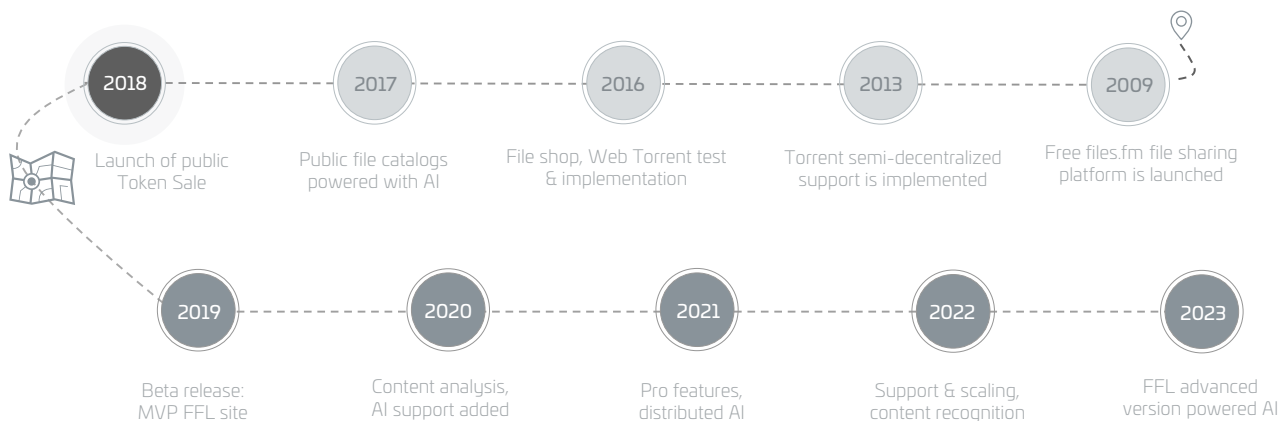 2018
2017
2016
2013
2009
Launch of public
Token Sale
Public file catalogs
powered with AI
File shop, Web Torrent test
& implementation
Torrent semi-decentralized
support is implemented
Free files.fm file sharing
platform is launched
2019
2020
2021
2022
2023
Beta release:
MVP FFL site
Content analysis,
AI support added
Pro features,
distributed AI
Support & scaling,
content recognition
FFL advanced
version powered AI